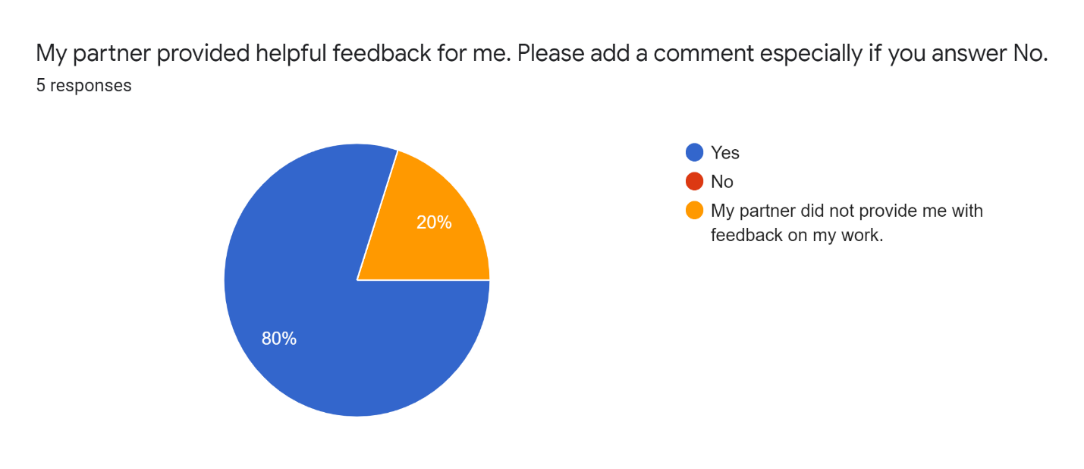 My partner provided helpful feedback for me. Please add a comment especially if you answer No.
5 responses
Yes
No
My partner did not provide me with
feedback on my work.
20%
80%